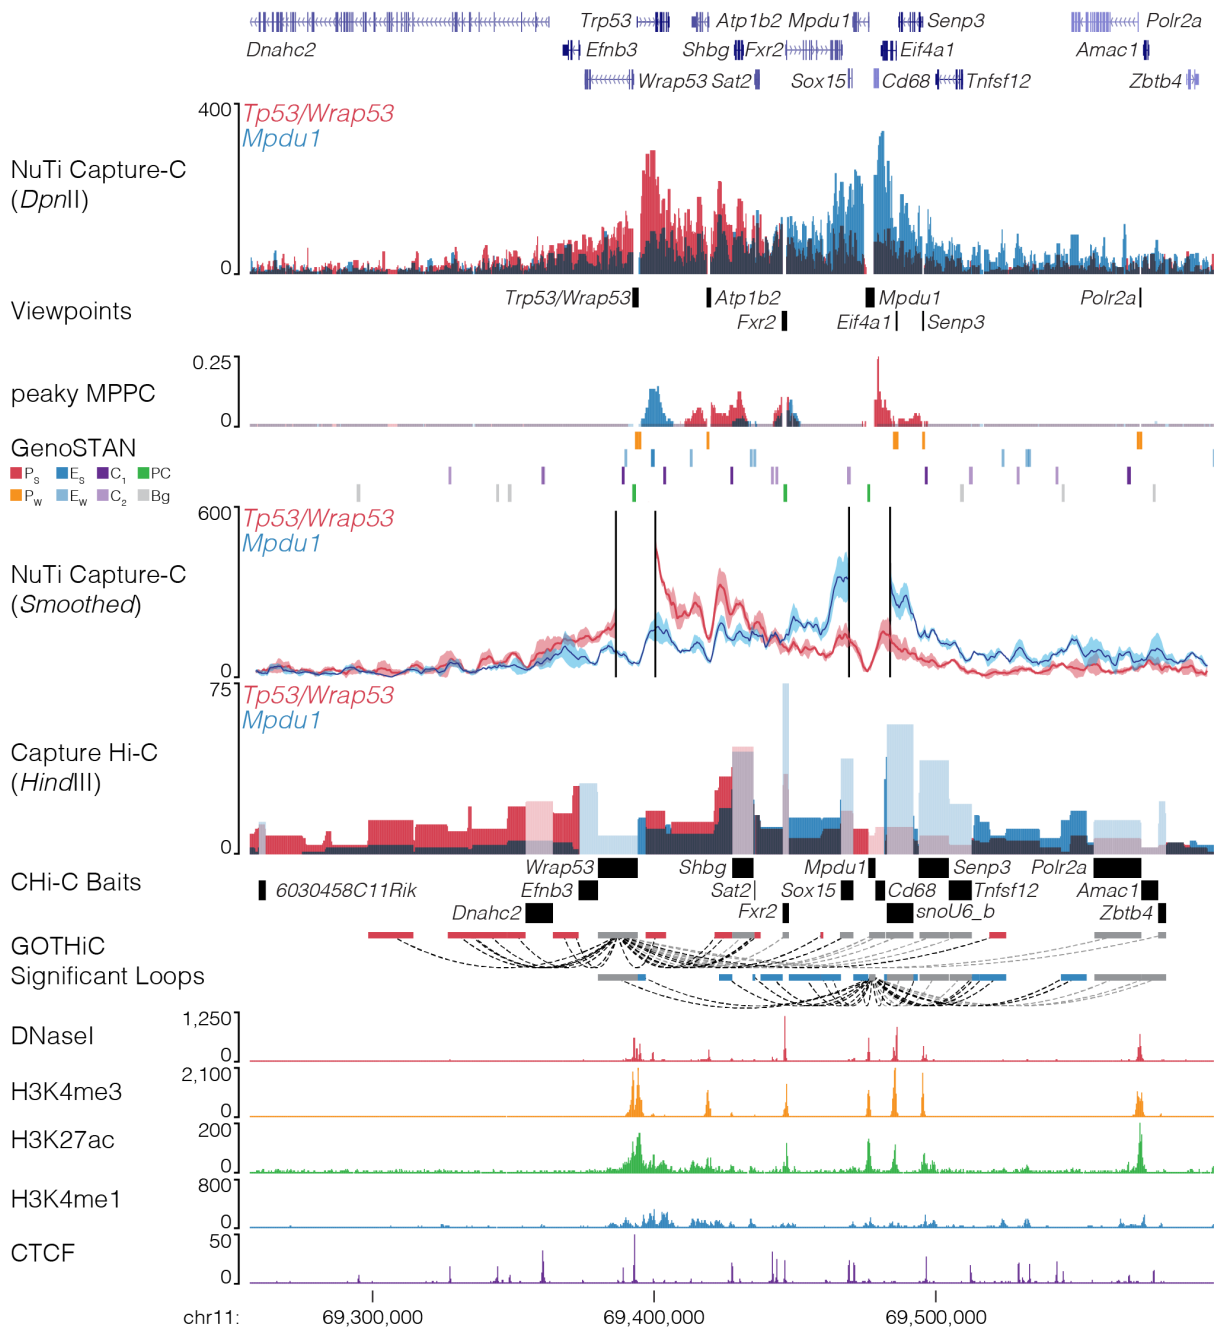 Trp53 Atp1b2 Mpdu1 Senp3 Polr2a
Dnahc2 Efnb3 Shbg Fxr2 Eif4a1 Amac1
Wrap53 Sat2 Sox15 Cd68 Tnfsf12 Zbtb4
400
Tp53/Wrap53
Mpdu1
NuTi Capture-C
(DpnII)
0
Viewpoints
Trp53/Wrap53 Atp1b2 Mpdu1 Polr2a
Fxr2 Eif4a1 Senp3
0.25
peaky MPPC
0
GenoSTAN
PS ES C1 PC
PW EW C2 Bg
600
Tp53/Wrap53
Mpdu1
NuTi Capture-C
(Smoothed)
0
75
Tp53/Wrap53
Mpdu1
Capture Hi-C
(HindIII)
0
Wrap53 Shbg Mpdu1 Senp3 Polr2a
CHi-C Baits
6030458C11Rik Efnb3 Sat2 Sox15 Cd68 Tnfsf12 Amac1
Dnahc2 Fxr2 snoU6_b Zbtb4
GOTHiC
Significant Loops
1,250
DNaseI
0
2,100
H3K4me3
0
200
H3K27ac
0
800
H3K4me1
0
50
CTCF
0
chr11: 69,300,000 69,400,000 69,500,000